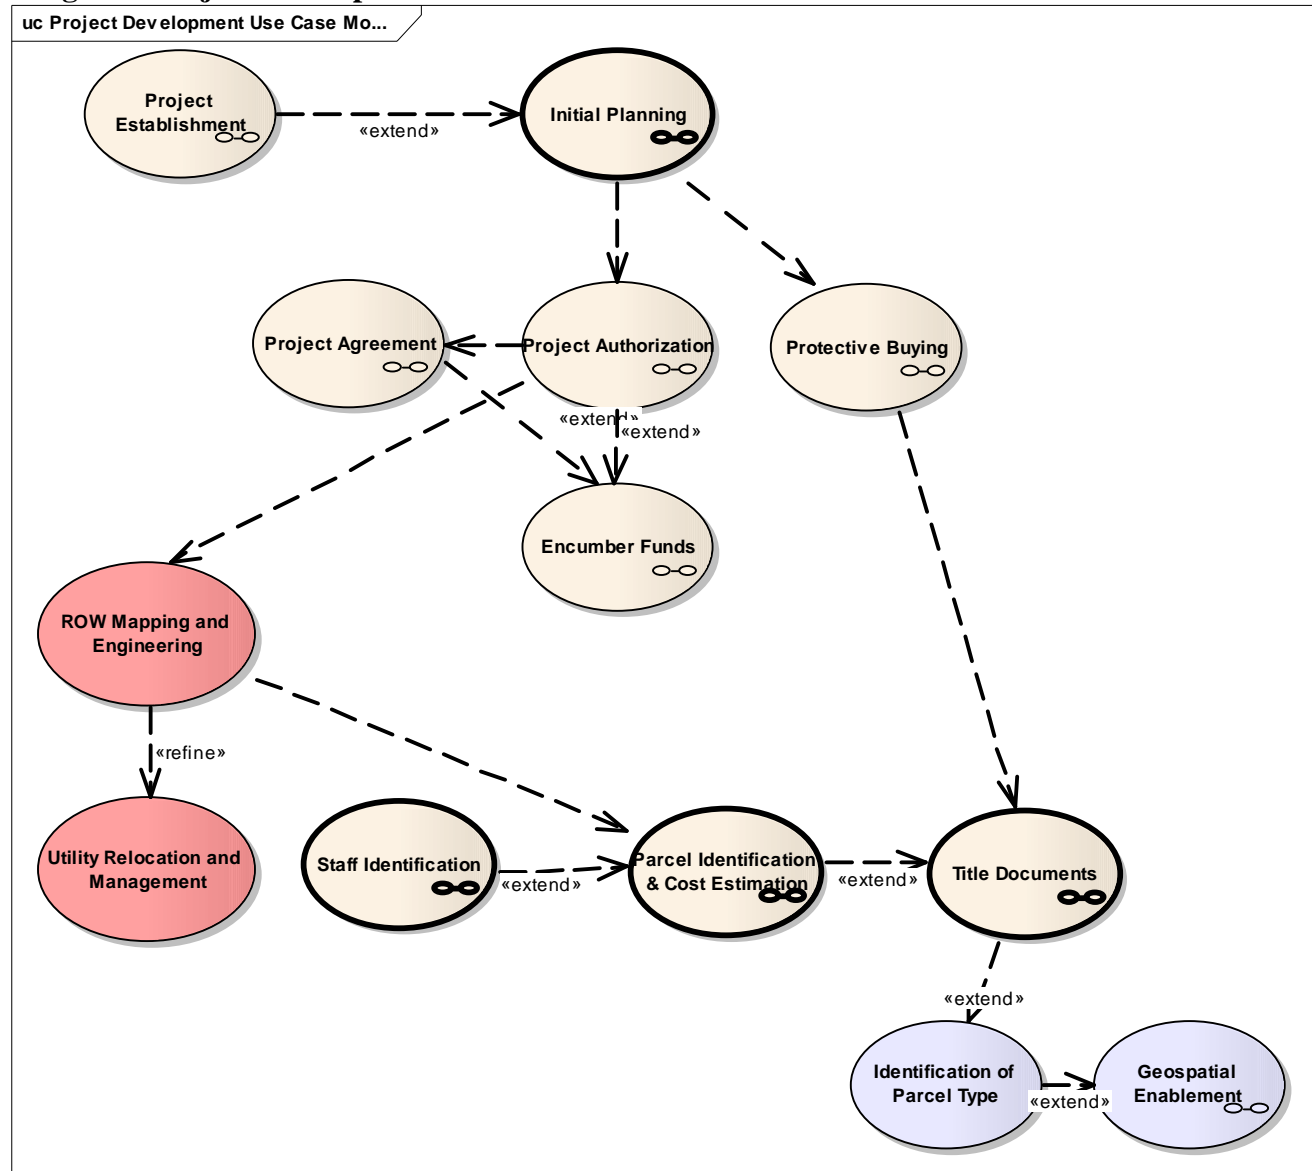 uc Project Development Use Case Mo...
Project
Establishment
«extend»
Initial Planning
Project Agreement
Project Authorization
Protective Buying
«extend»
«extend»
Encumber Funds
ROW Mapping and
Engineering
«refine»
Utility Relocation and
Management
Staff Identification
«extend»
Parcel Identification
& Cost Estimation
«extend»
Title Documents
«extend»
Identification of
Parcel Type
«extend»
Geospatial
Enablement